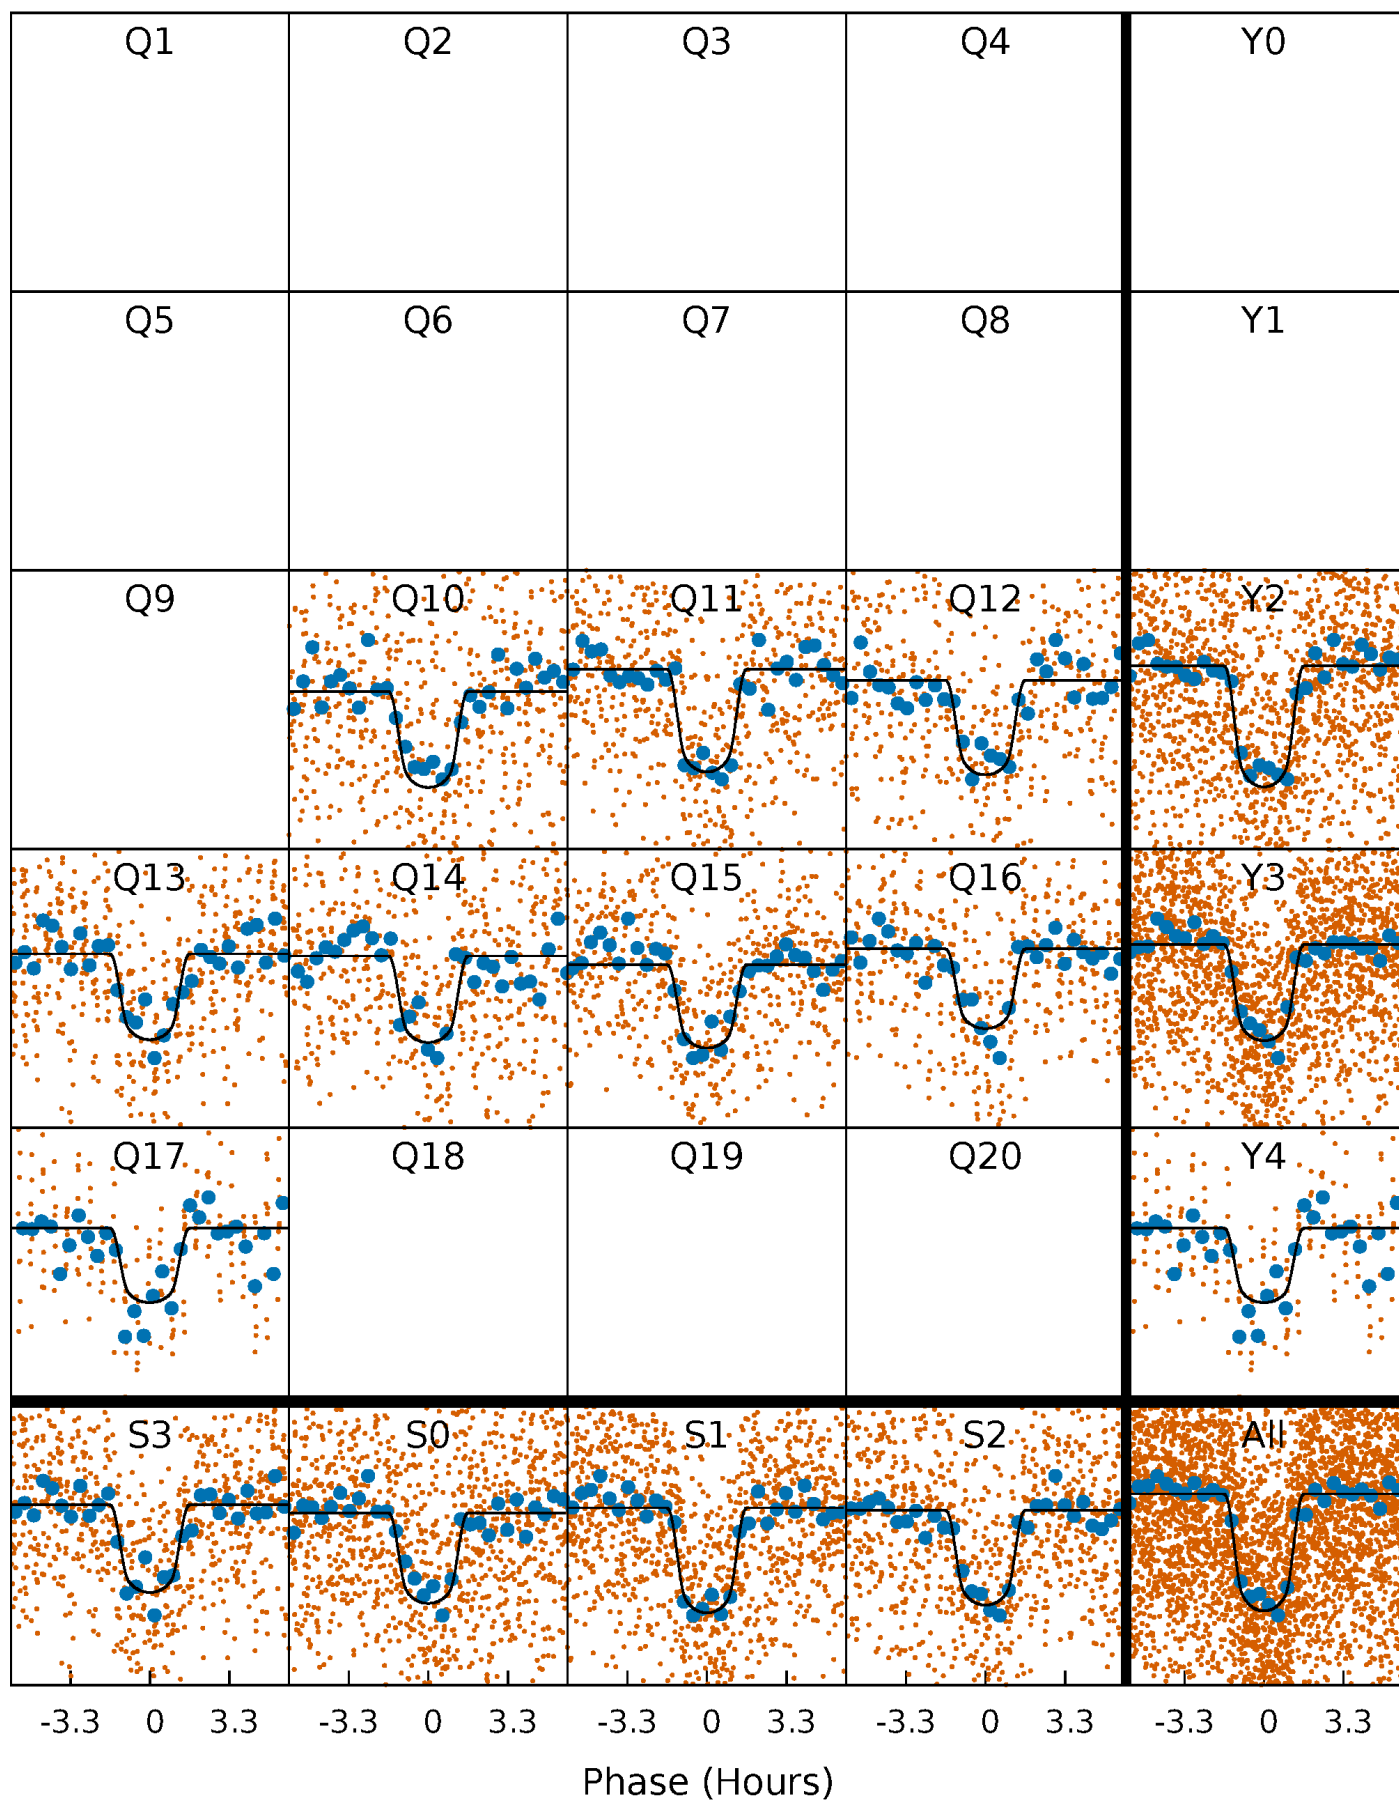 Q1 Q2 Q3 Q4 Y0
Q5 Q6 Q7 Q8 Y1
Q9 Q10 Q11 Q12 Y2
Q13 Q14 Q15 Q16 Y3
Q17 Q18 Q19 Q20 Y4
S3 S0 S1 S2 All
-3.3 0 3.3 -3.3 0 3.3 -3.3 0 3.3 -3.3 0 3.3 -3.3 0 3.3
Phase (Hours)